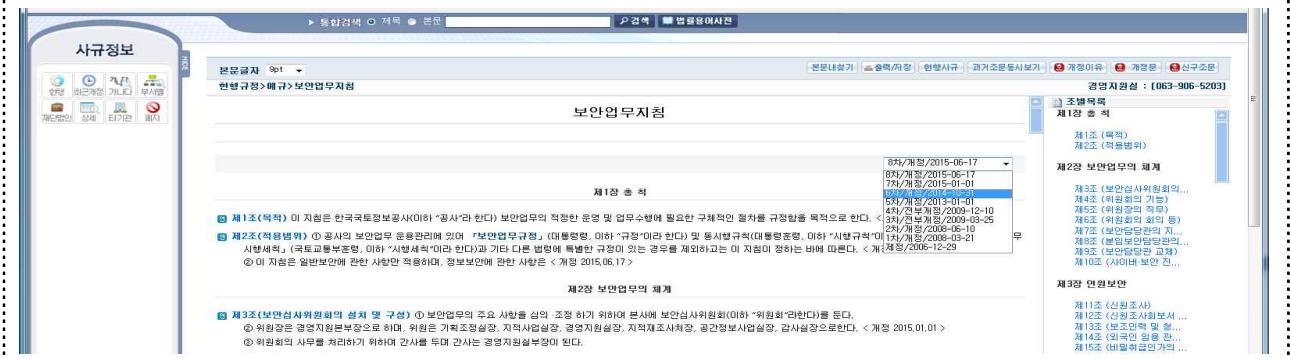 ▶ 통합검색 제목 본문 검색 법률용어사전
사규정보
HIDE
현행 최근개정 가나다 부서명
재단법인 상세 타기관 폐지
본문글자 9pt
본문내찾기 출력/저장 현행사규 과거조문동시보기 개정이유 개정문 신구조문
현행규정>예규>보안업무지침
경영지원실 : [063-906-5203]
보안업무지침
8차/개정/2015-06-17
8차/개정/2015-06-17
7차/개정/2015-01-01
6차/개정/2014-10-31
5차/개정/2013-01-01
4차/전부개정/2009-12-10
3차/전부개정/2009-03-25
2차/개정/2008-06-10
1차/개정/2008-03-21
제정/2006-12-29
제1장 총 칙
제1조(목적) 이 지침은 한국국토정보공사(이하 "공사"라 한다) 보안업무의 적정한 운영 및 업무수행에 필요한 구체적인 절차를 규정함을 목적으로 한다. <
제2조(적용범위) ① 공사의 보안업무 운용관리에 있어 「보안업무규정」(대통령령, 이하 "규정"이라 한다) 및 동시행규칙(대통령훈령, 이하 "시행규칙"이 무
시행세칙」(국토교통부훈령, 이하 "시행세칙"이라 한다)과 기타 다른 법령에 특별한 규정이 있는 경우를 제외하고는 이 지침이 정하는 바에 따른다. < 개
② 이 지침은 일반보안에 관한 사항만 적용하며, 정보보안에 관한 사항은 < 개정 2015.06.17 >
제2장 보안업무의 체계
제3조(보안심사위원회의 설치 및 구성) ① 보안업무의 주요 사항을 심의·조정 하기 위하여 본사에 보안심사위원회(이하 "위원회"라한다)를 둔다.
② 위원장은 경영지원본부장으로 하며, 위원은 기획조정실장, 지적사업실장, 경영지원실장, 지적재조사처장, 공간정보사업실장, 감사실장으로한다. < 개정 2015.01.01 >
③ 위원회의 사무를 처리하기 위하여 간사를 두며 간사는 경영지원실부장이 된다.
조별목록
제1장 총 칙
제1조 (목적)
제2조 (적용범위)
제2장 보안업무의 체계
제3조 (보안심사위원회의...
제4조 (위원회의 기능)
제5조 (위원장의 직무)
제6조 (위원회의 회의 등)
제7조 (보안담당관의 지...
제8조 (분임보안담당관의...
제9조 (보안담당관 교체)
제10조 (사이버·보안 진...
제3장 인원보안
제11조 (신원조사)
제12조 (신원조사회보서 ...
제13조 (보조인력 및 청...
제14조 (외국인 임용 관...
제15조 (비밀취급인가의 ...